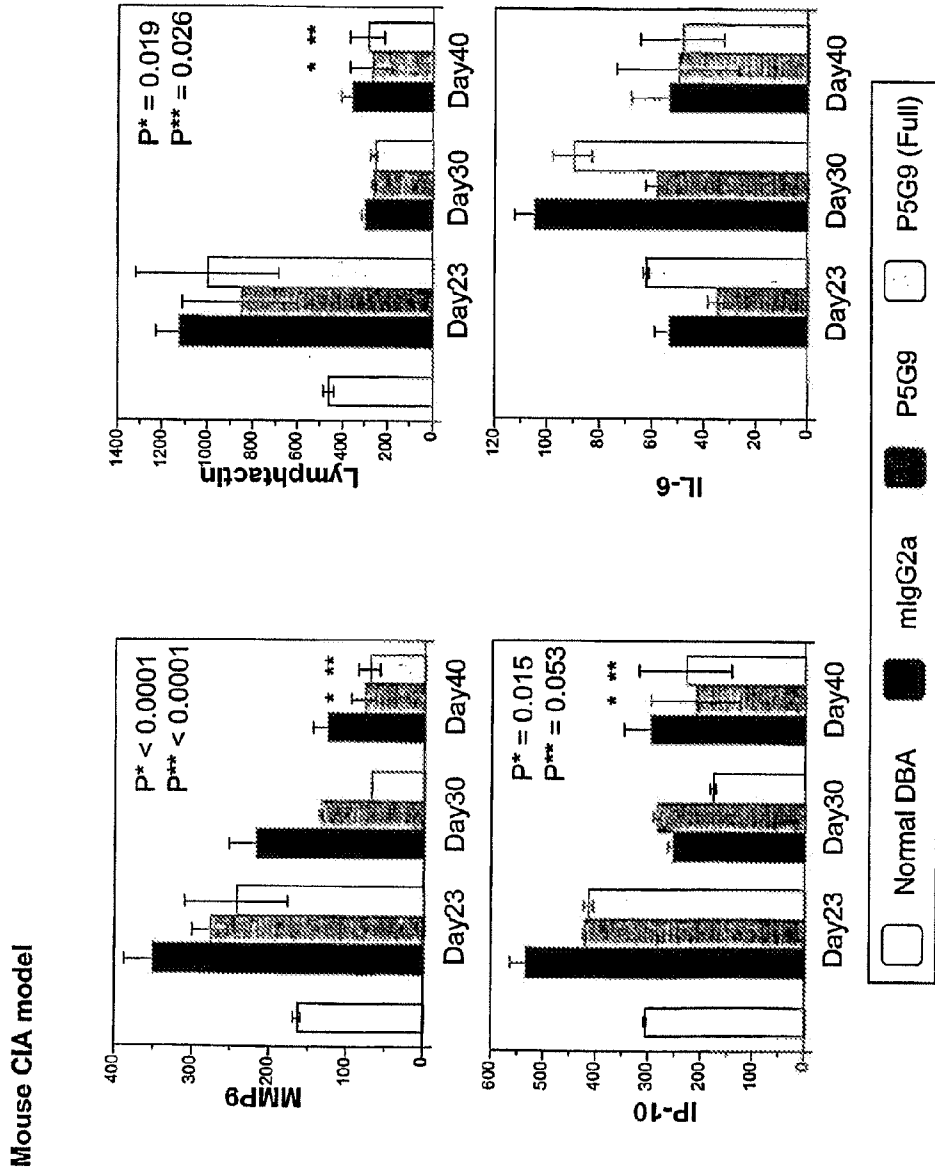 Mouse CIA model
MMP9
400
300
200
100
0
P* < 0.0001
P** < 0.0001
* **
Day23 Day30 Day40
Lymphtactin
1400
1200
1000
800
600
400
200
0
P* = 0.019
P** = 0.026
* **
Day23 Day30 Day40
IP-10
600
500
400
300
200
100
0
P* = 0.015
P** = 0.053
* **
Day23 Day30 Day40
IL-6
120
100
80
60
40
20
0
Day23 Day30 Day40
Normal DBA mIgG2a P5G9 P5G9 (Full)